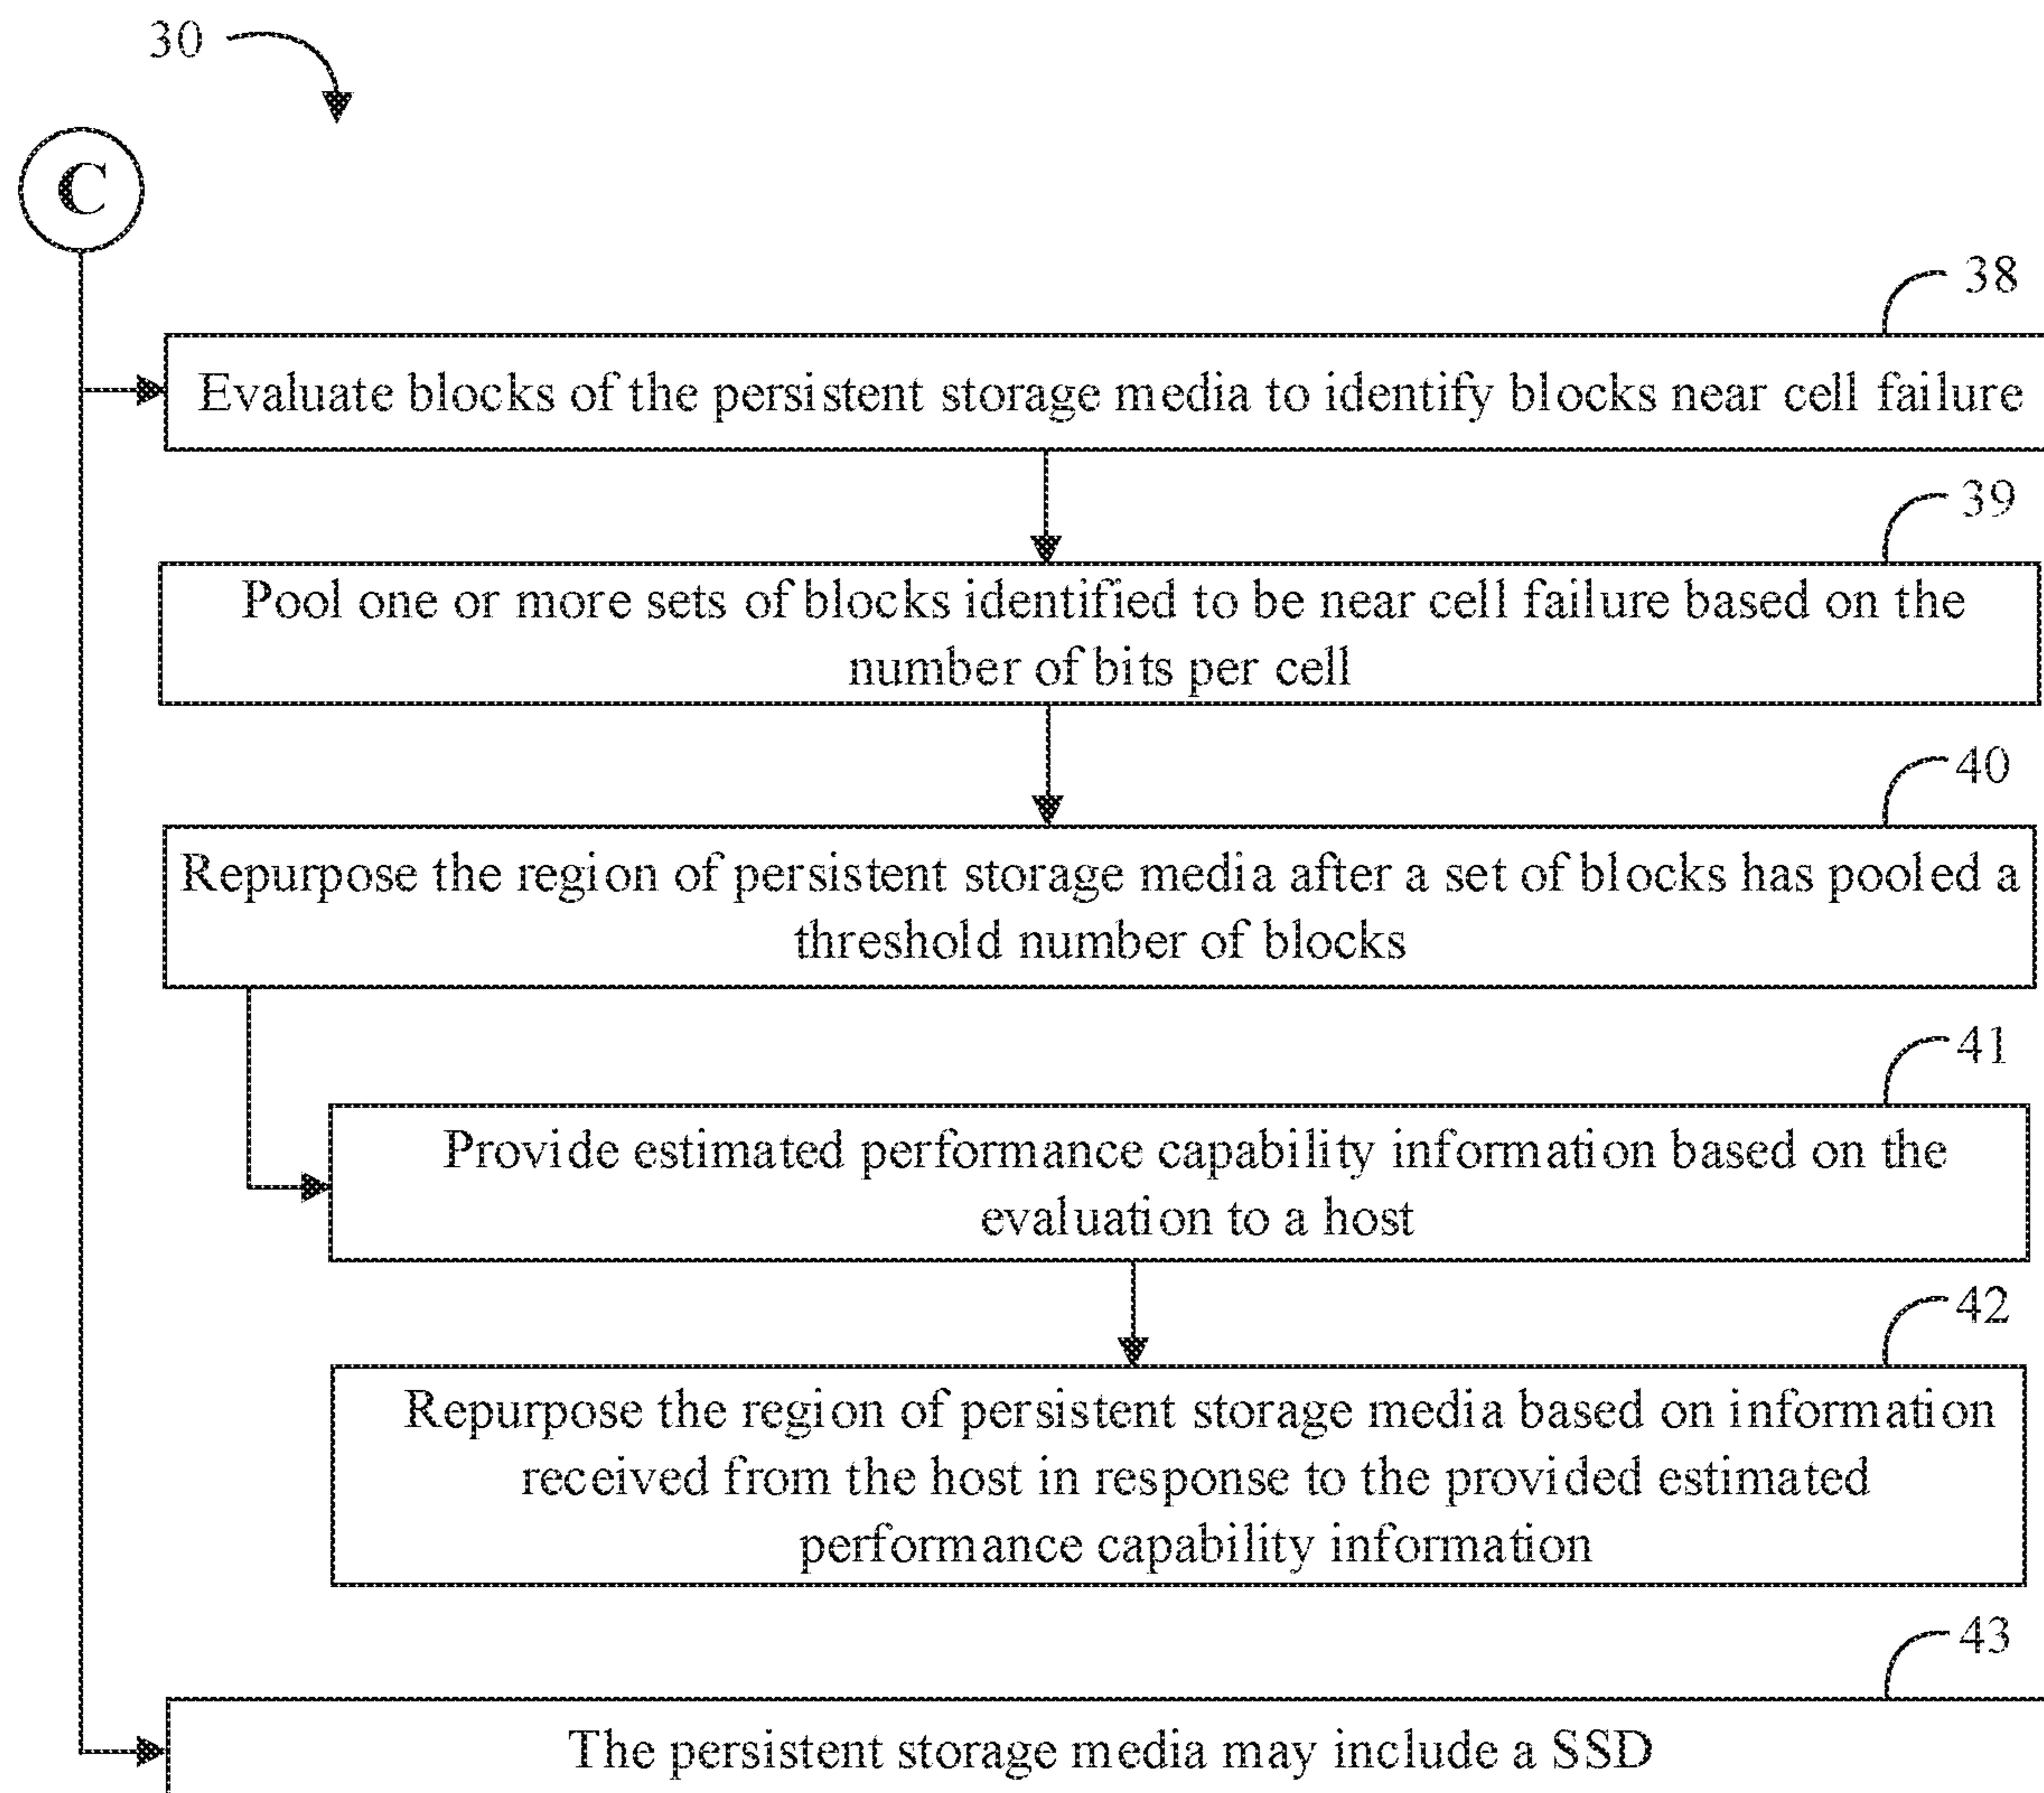 30
C
38
Evaluate blocks of the persistent storage media to identify blocks near cell failure
39
Pool one or more sets of blocks identified to be near cell failure based on the
number of bits per cell
40
Repurpose the region of persistent storage media after a set of blocks has pooled a
threshold number of blocks
41
Provide estimated performance capability information based on the
evaluation to a host
42
Repurpose the region of persistent storage media based on information
received from the host in response to the provided estimated
performance capability information
43
The persistent storage media may include a SSD